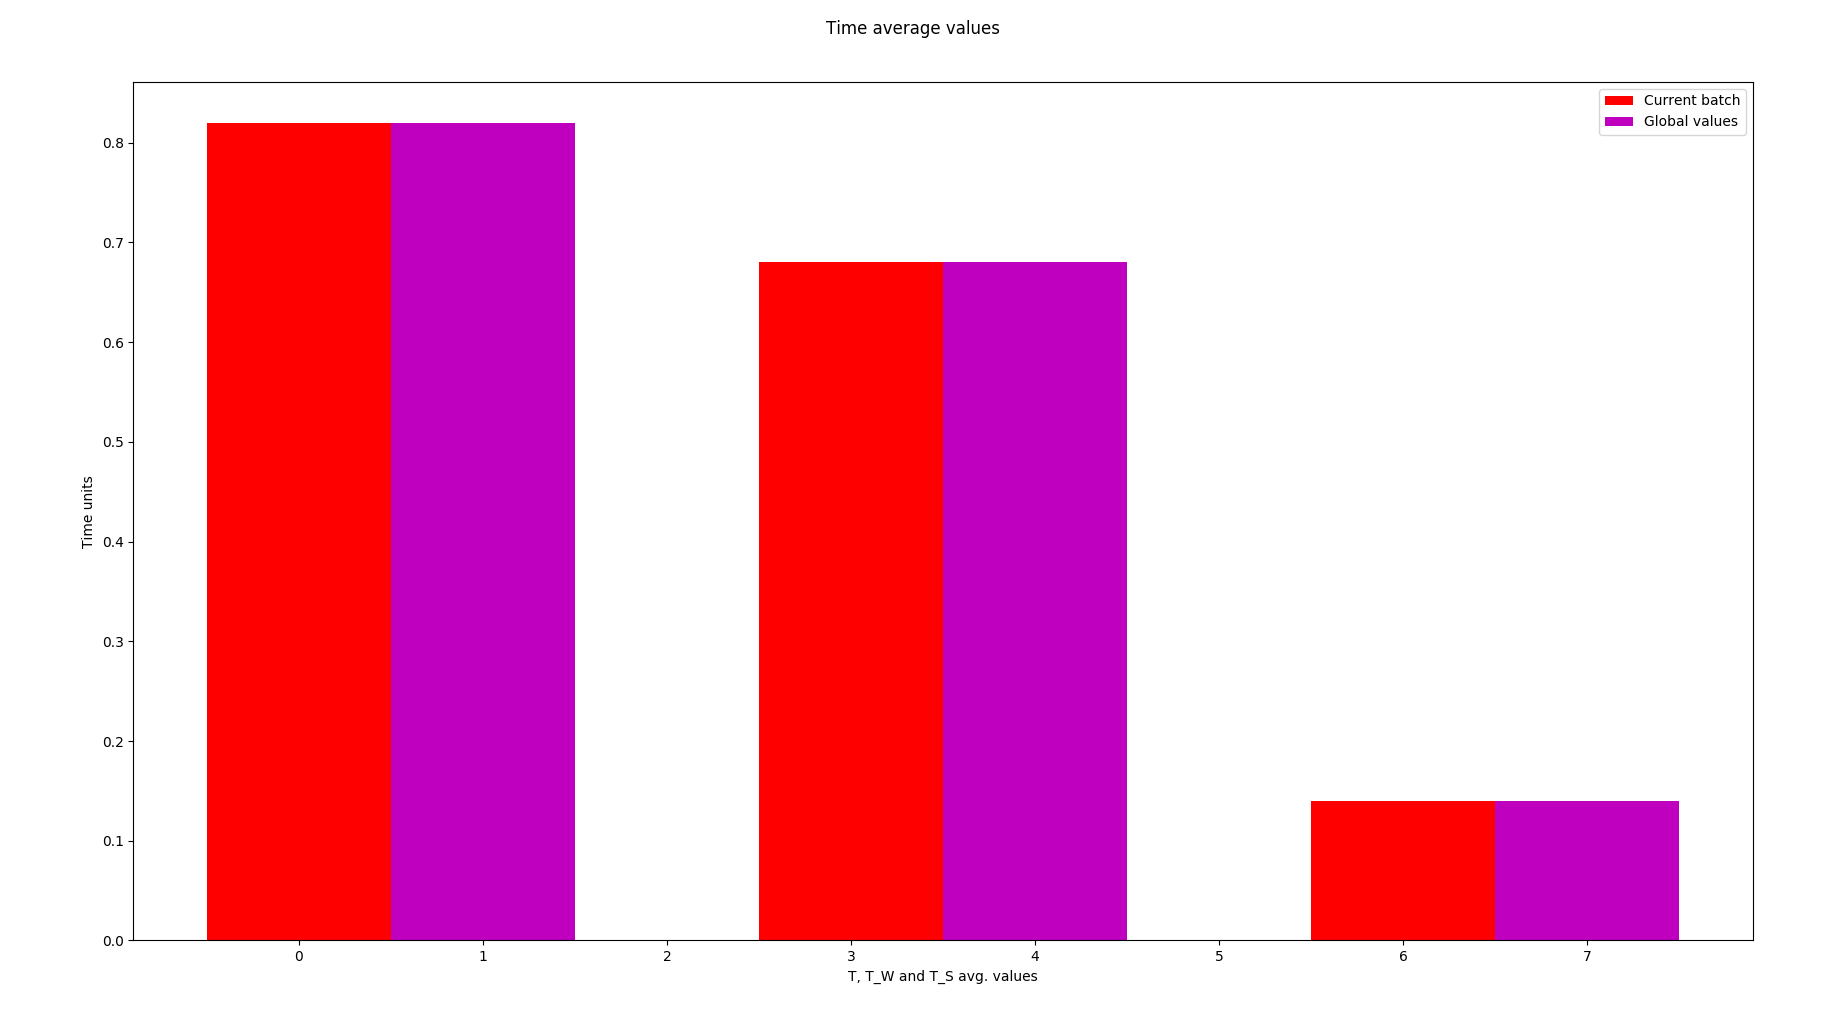 Time average values
Current batch
Global values
0.8
0.7
0.6
0.5
0.4
0.3
0.2
0.1
0.0
Time units
0 1 2 3 4 5 6 7
T, T_W and T_S avg. values